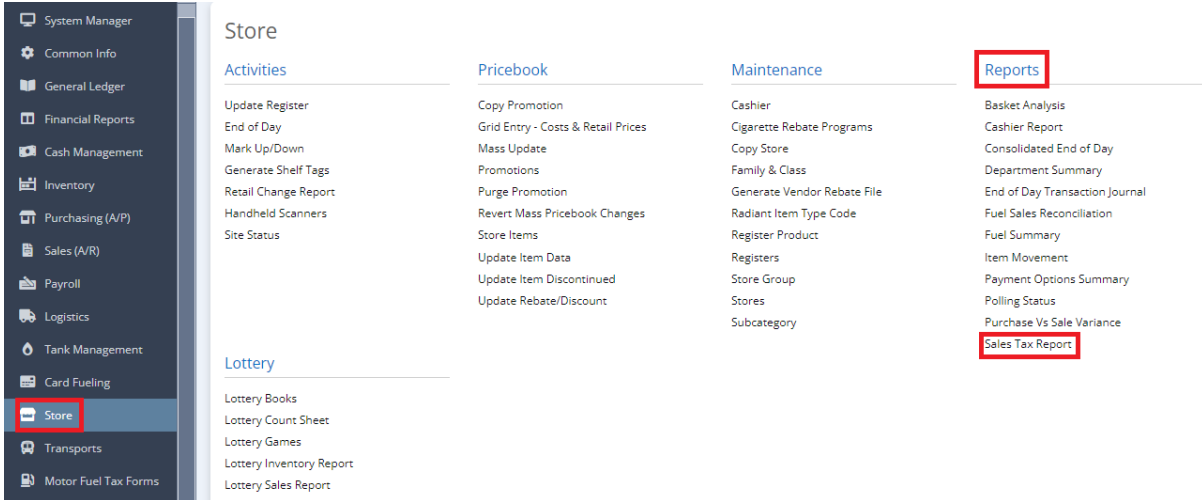 System Manager
Common Info
General Ledger
Financial Reports
Cash Management
Inventory
Purchasing (A/P)
Sales (A/R)
Payroll
Logistics
Tank Management
Card Fueling
Store
Transports
Motor Fuel Tax Forms
Store
Activities
Update Register
End of Day
Mark Up/Down
Generate Shelf Tags
Retail Change Report
Handheld Scanners
Site Status
Pricebook
Copy Promotion
Grid Entry - Costs & Retail Prices
Mass Update
Promotions
Purge Promotion
Revert Mass Pricebook Changes
Store Items
Update Item Data
Update Item Discontinued
Update Rebate/Discount
Maintenance
Cashier
Cigarette Rebate Programs
Copy Store
Family & Class
Generate Vendor Rebate File
Radiant Item Type Code
Register Product
Registers
Store Group
Stores
Subcategory
Reports
Basket Analysis
Cashier Report
Consolidated End of Day
Department Summary
End of Day Transaction Journal
Fuel Sales Reconciliation
Fuel Summary
Item Movement
Payment Options Summary
Polling Status
Purchase Vs Sale Variance
Sales Tax Report
Lottery
Lottery Books
Lottery Count Sheet
Lottery Games
Lottery Inventory Report
Lottery Sales Report